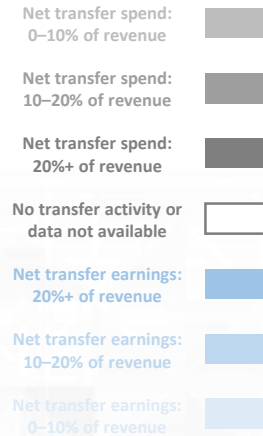 Net transfer spend:
0–10% of revenue
Net transfer spend:
10–20% of revenue
Net transfer spend:
20%+ of revenue
No transfer activity or
data not available
Net transfer earnings:
20%+ of revenue
Net transfer earnings:
10–20% of revenue
Net transfer earnings:
0–10% of revenue